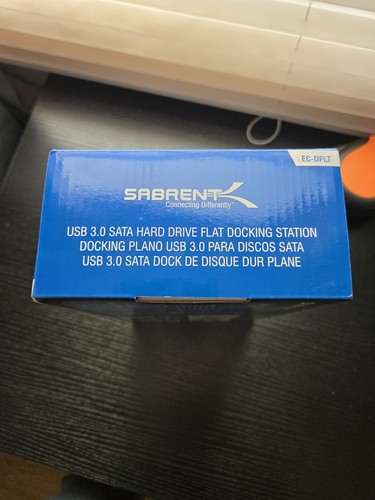 EC-DFLT
SABRENT
Connecting Differently™
USB 3.0 SATA HARD DRIVE FLAT DOCKING STATION
DOCKING PLANO USB 3.0 PARA DISCOS SATA
USB 3.0 SATA DOCK DE DISQUE DUR PLANE